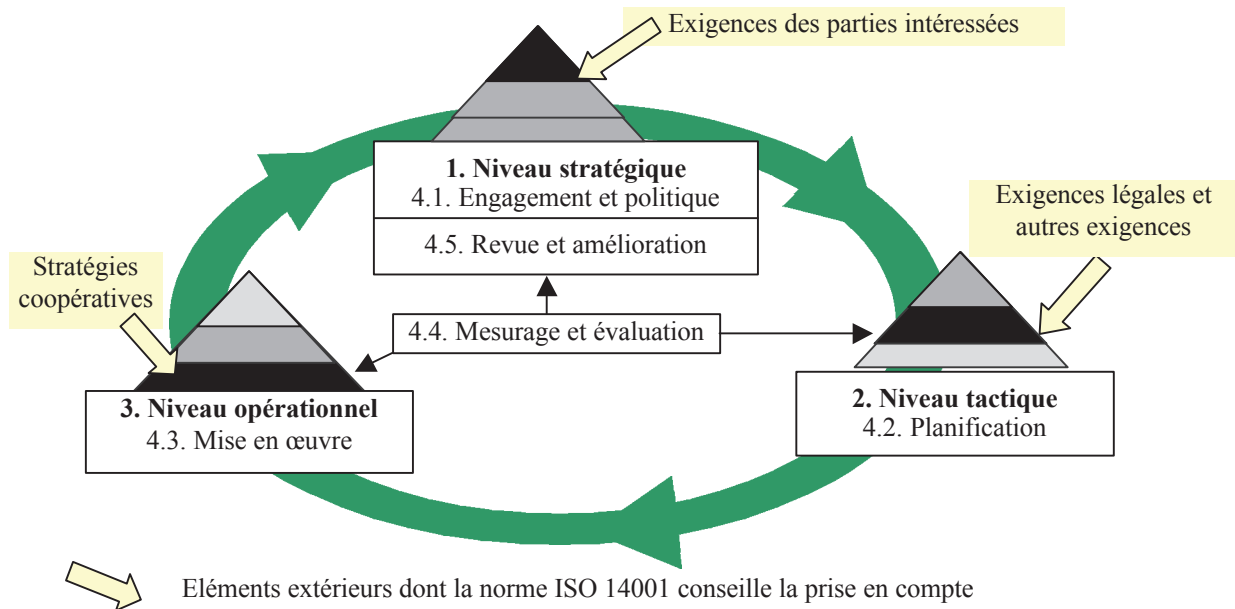 Exigences des parties intéressées
1. Niveau stratégique
4.1. Engagement et politique
4.5. Revue et amélioration
Exigences légales et
autres exigences
Stratégies
coopératives
4.4. Mesurage et évaluation
3. Niveau opérationnel
4.3. Mise en œuvre
2. Niveau tactique
4.2. Planification
Eléments extérieurs dont la norme ISO 14001 conseille la prise en compte